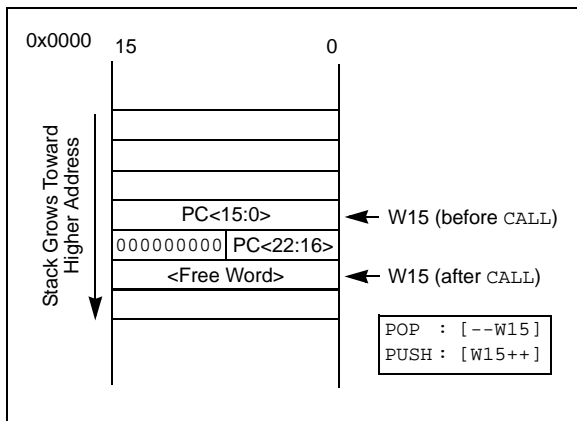 0x0000
15 0
Stack Grows Toward
Higher Address
PC<15:0>
W15 (before CALL)
000000000 PC<22:16>
<Free Word>
W15 (after CALL)
POP : [--W15]
PUSH : [W15++]